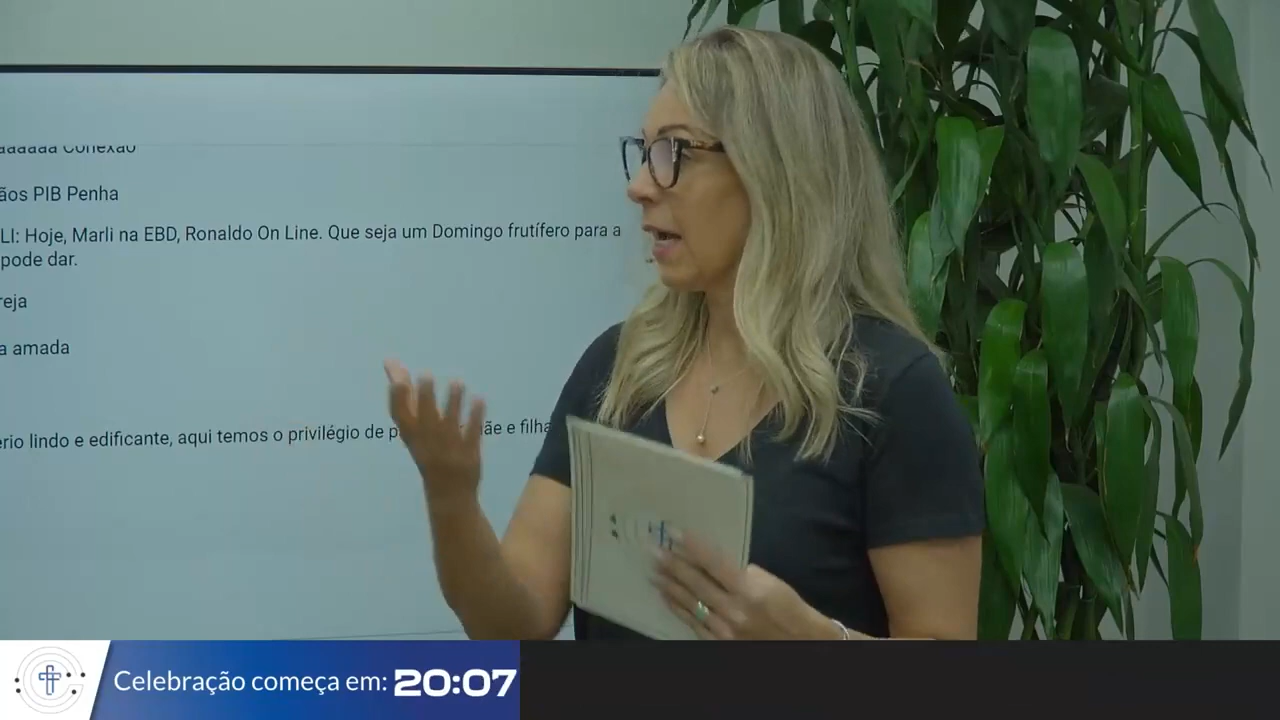 aaaaaa Conexão
ãos PIB Penha
LI: Hoje, Marli na EBD, Ronaldo On Line. Que seja um Domingo frutífero para a
pode dar.
reja
a amada
ério lindo e edificante, aqui temos o privilégio de p ãe e filha
Celebração começa em: 20:07